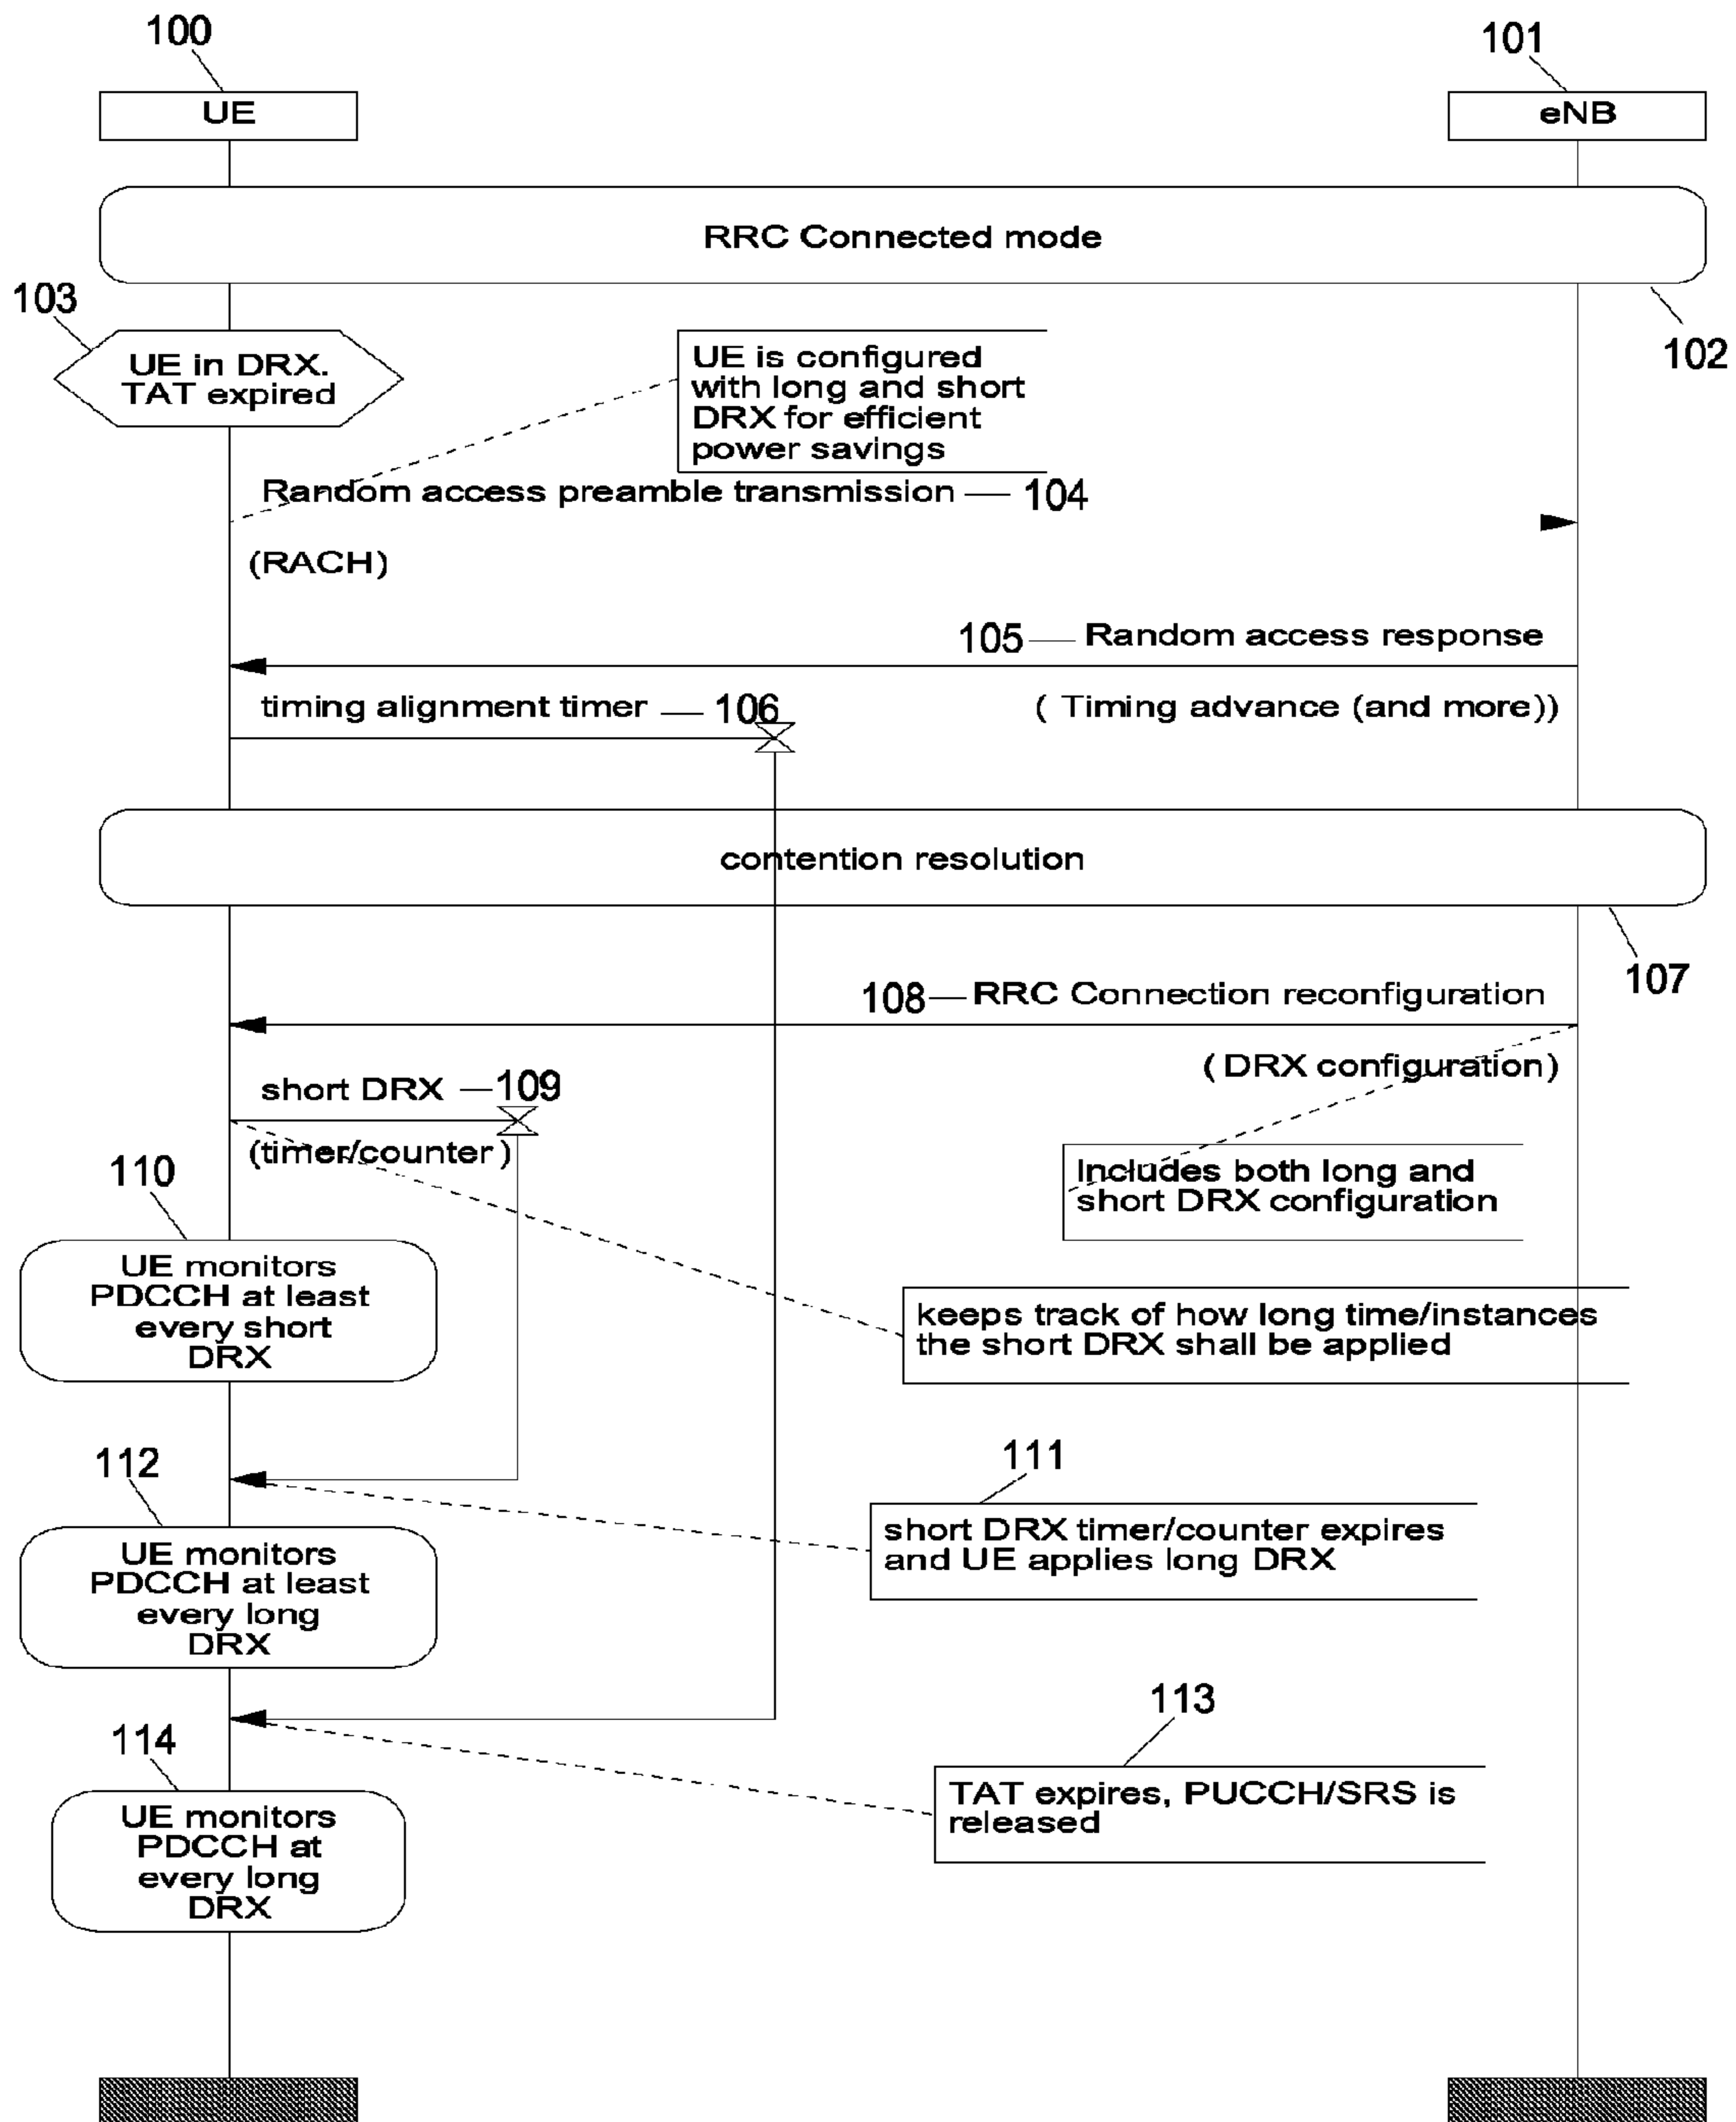 100
101
UE
eNB
RRC Connected mode
102
103
UE in DRX.
TAT expired
UE is configured
with long and short
DRX for efficient
power savings
Random access preamble transmission
104
(RACH)
105
Random access response
timing alignment timer
106
( Timing advance (and more))
contention resolution
107
108
RRC Connection reconfiguration
( DRX configuration)
short DRX
109
(timer/counter )
Includes both long and
short DRX configuration
110
UE monitors
PDCCH at least
every short
DRX
keeps track of how long time/instances
the short DRX shall be applied
111
short DRX timer/counter expires
and UE applies long DRX
112
UE monitors
PDCCH at least
every long
DRX
113
TAT expires, PUCCH/SRS is
released
114
UE monitors
PDCCH at
every long
DRX